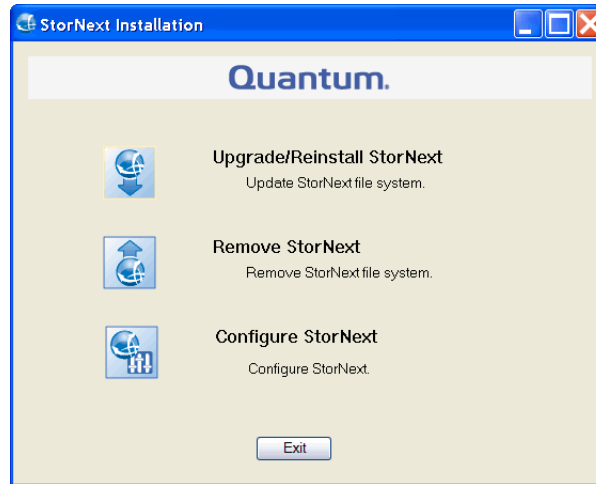 StorNext Installation
Quantum.
Upgrade/Reinstall StorNext
Update StorNext file system.
Remove StorNext
Remove StorNext file system.
Configure StorNext
Configure StorNext.
Exit